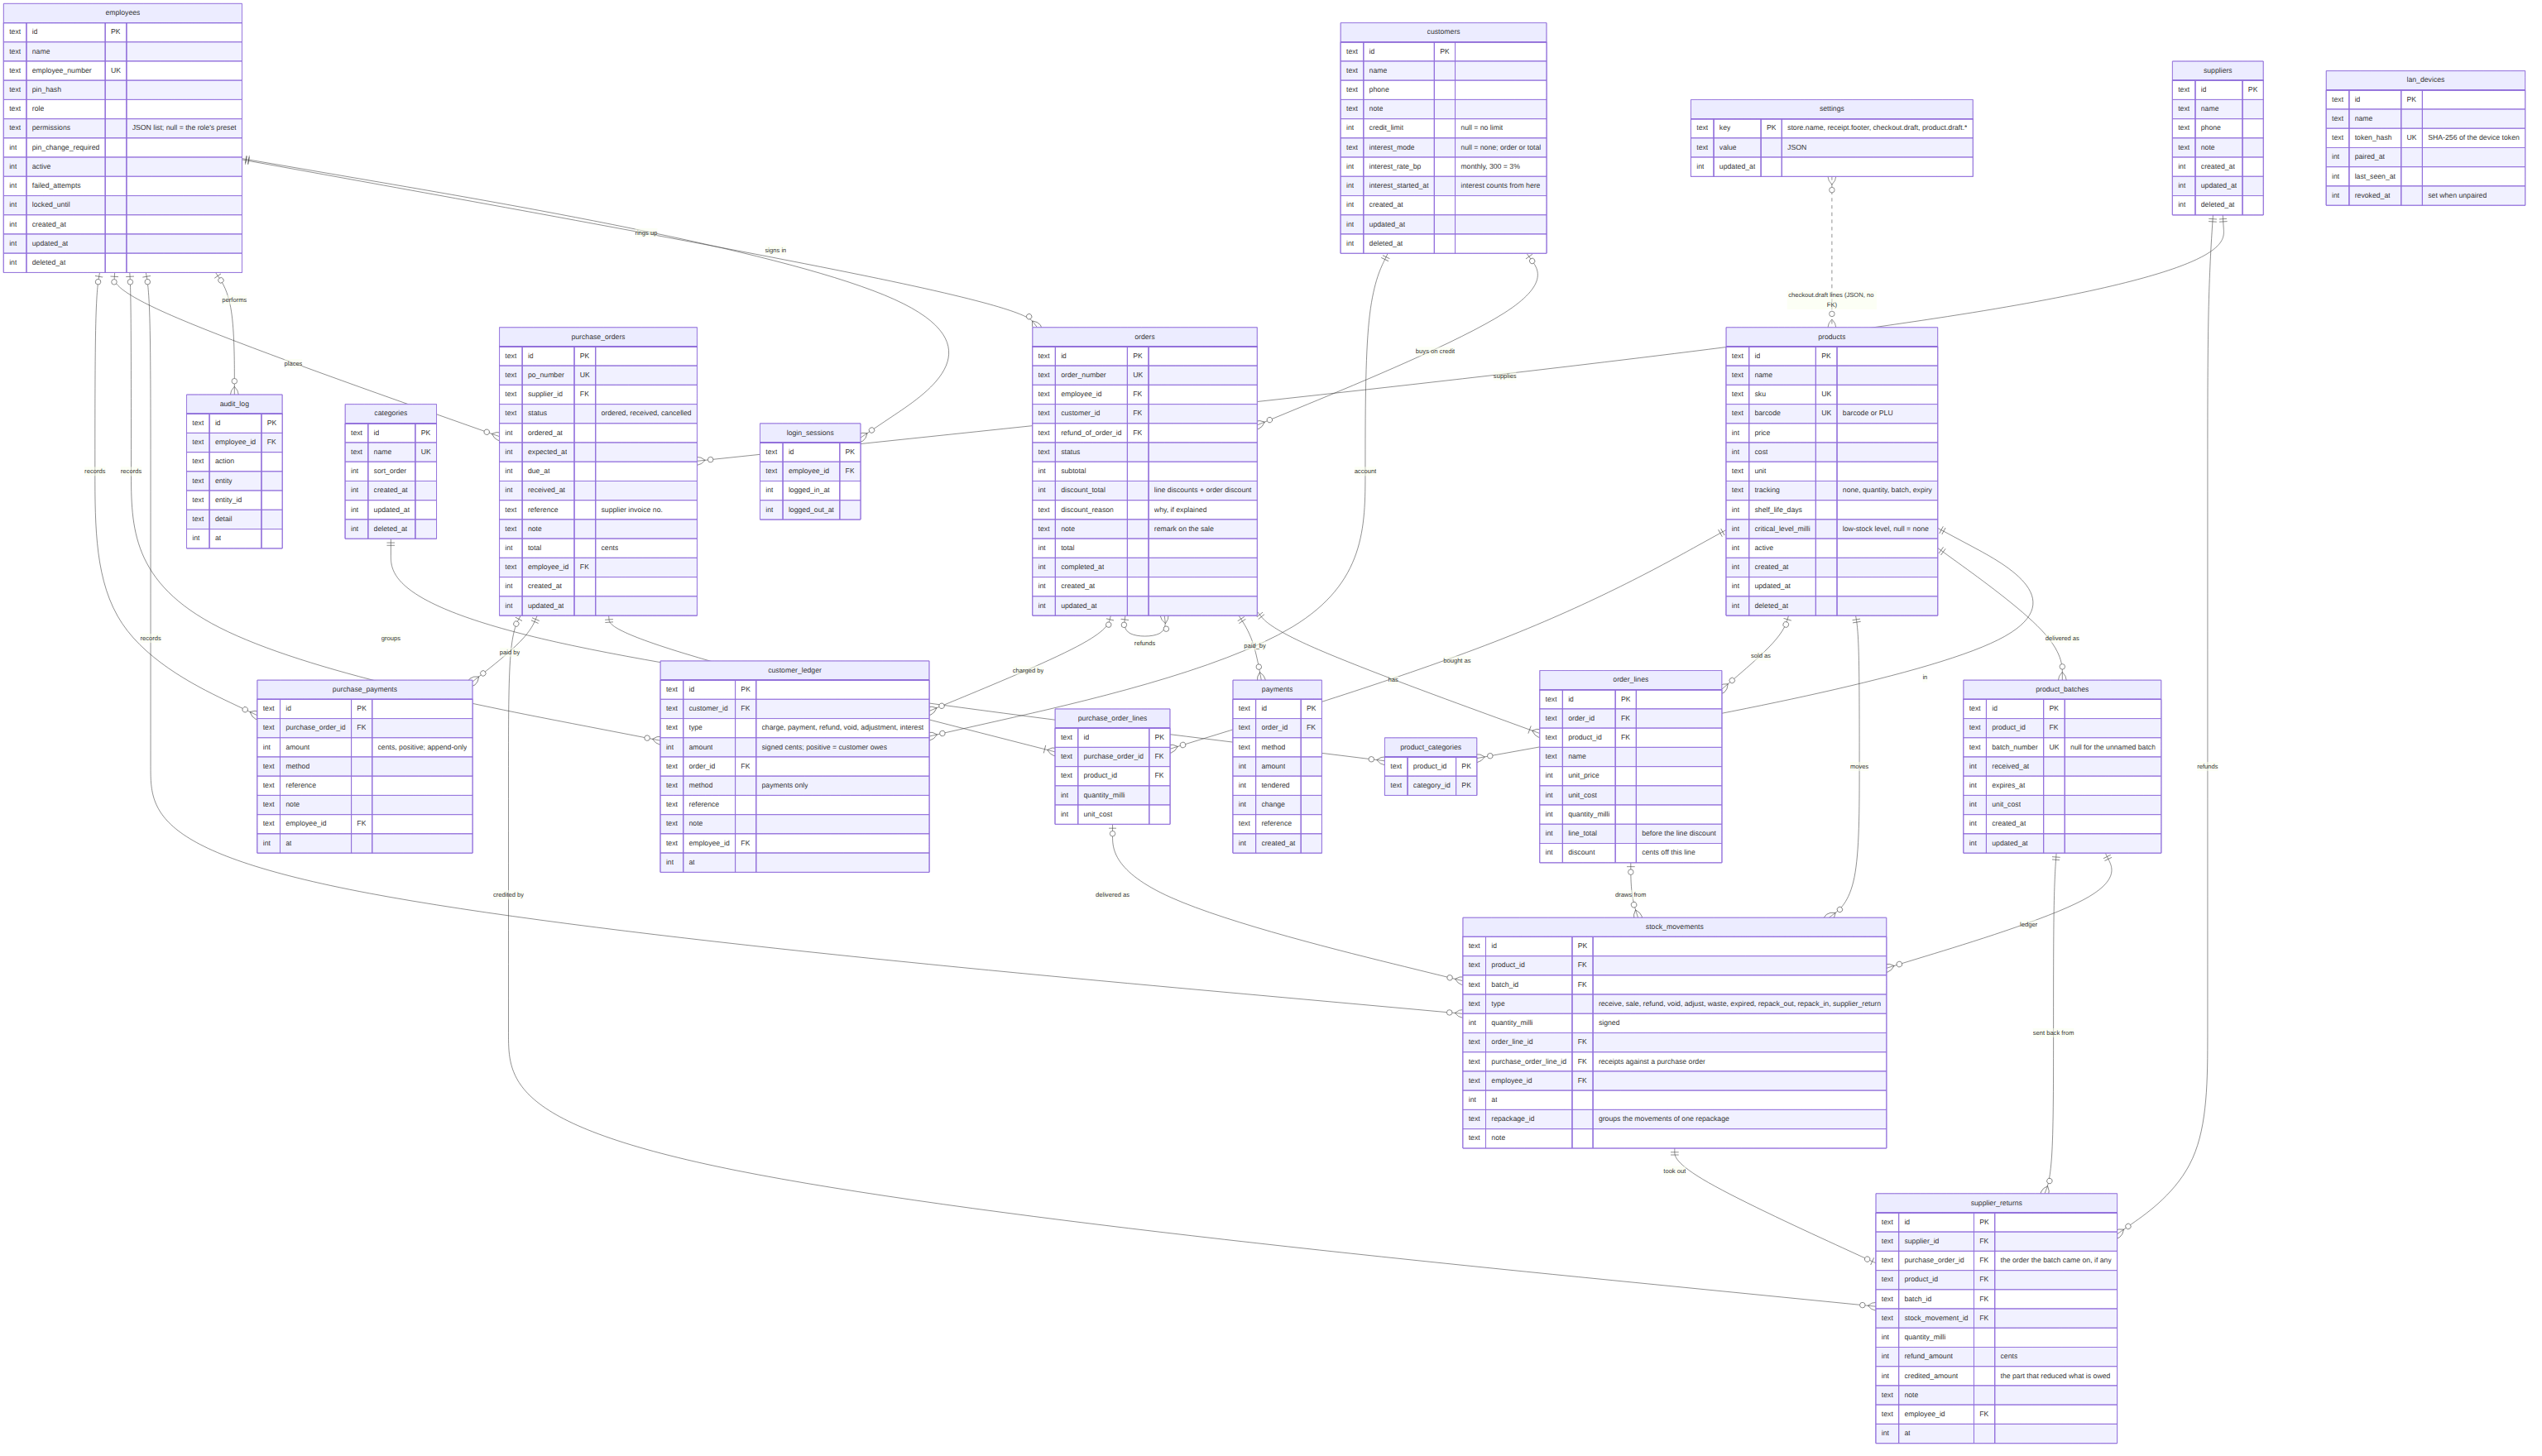 employees
text id PK
text name
text employee_number UK
text pin_hash
text role
text permissions JSON list; null = the role's preset
int pin_change_required
int active
int failed_attempts
int locked_until
int created_at
int updated_at
int deleted_at
customers
text id PK
text name
text phone
text note
int credit_limit null = no limit
text interest_mode null = none; order or total
int interest_rate_bp monthly, 300 = 3%
int interest_started_at interest counts from here
int created_at
int updated_at
int deleted_at
settings
text key PK store.name, receipt.footer, checkout.draft, product.draft.*
text value JSON
int updated_at
suppliers
text id PK
text name
text phone
text note
int created_at
int updated_at
int deleted_at
lan_devices
text id PK
text name
text token_hash UK SHA-256 of the device token
int paired_at
int last_seen_at
int revoked_at set when unpaired
rings up
signs in
performs
checkout.draft lines (JSON, no
FK)
places
buys on credit
supplies
records
records
account
audit_log
text id PK
text employee_id FK
text action
text entity
text entity_id
text detail
int at
categories
text id PK
text name UK
int sort_order
int created_at
int updated_at
int deleted_at
purchase_orders
text id PK
text po_number UK
text supplier_id FK
text status ordered, received, cancelled
int ordered_at
int expected_at
int due_at
int received_at
text reference supplier invoice no.
text note
int total cents
text employee_id FK
int created_at
int updated_at
login_sessions
text id PK
text employee_id FK
int logged_in_at
int logged_out_at
orders
text id PK
text order_number UK
text employee_id FK
text customer_id FK
text refund_of_order_id FK
text status
int subtotal
int discount_total line discounts + order discount
text discount_reason why, if explained
text note remark on the sale
int total
int completed_at
int created_at
int updated_at
products
text id PK
text name
text sku UK
text barcode UK barcode or PLU
int price
int cost
text unit
text tracking none, quantity, batch, expiry
int shelf_life_days
int critical_level_milli low-stock level, null = none
int active
int created_at
int updated_at
int deleted_at
records
groups
paid by
refunds
charged by
paid_by
has
bought as
sold as
in
delivered as
moves
refunds
purchase_payments
text id PK
text purchase_order_id FK
int amount cents, positive; append-only
text method
text reference
text note
text employee_id FK
int at
customer_ledger
text id PK
text customer_id FK
text type charge, payment, refund, void, adjustment, interest
int amount signed cents; positive = customer owes
text order_id FK
text method payments only
text reference
text note
text employee_id FK
int at
purchase_order_lines
text id PK
text purchase_order_id FK
text product_id FK
int quantity_milli
int unit_cost
payments
text id PK
text order_id FK
text method
int amount
int tendered
int change
text reference
int created_at
product_categories
text product_id PK
text category_id PK
order_lines
text id PK
text order_id FK
text product_id FK
text name
int unit_price
int unit_cost
int quantity_milli
int line_total before the line discount
int discount cents off this line
product_batches
text id PK
text product_id FK
text batch_number UK null for the unnamed batch
int received_at
int expires_at
int unit_cost
int created_at
int updated_at
credited by
delivered as
draws from
ledger
stock_movements
text id PK
text product_id FK
text batch_id FK
text type receive, sale, refund, void, adjust, waste, expired, repack_out, repack_in, supplier_return
int quantity_milli signed
text order_line_id FK
text purchase_order_line_id FK receipts against a purchase order
text employee_id FK
int at
text repackage_id groups the movements of one repackage
text note
sent back from
took out
supplier_returns
text id PK
text supplier_id FK
text purchase_order_id FK the order the batch came on, if any
text product_id FK
text batch_id FK
text stock_movement_id FK
int quantity_milli
int refund_amount cents
int credited_amount the part that reduced what is owed
text note
text employee_id FK
int at